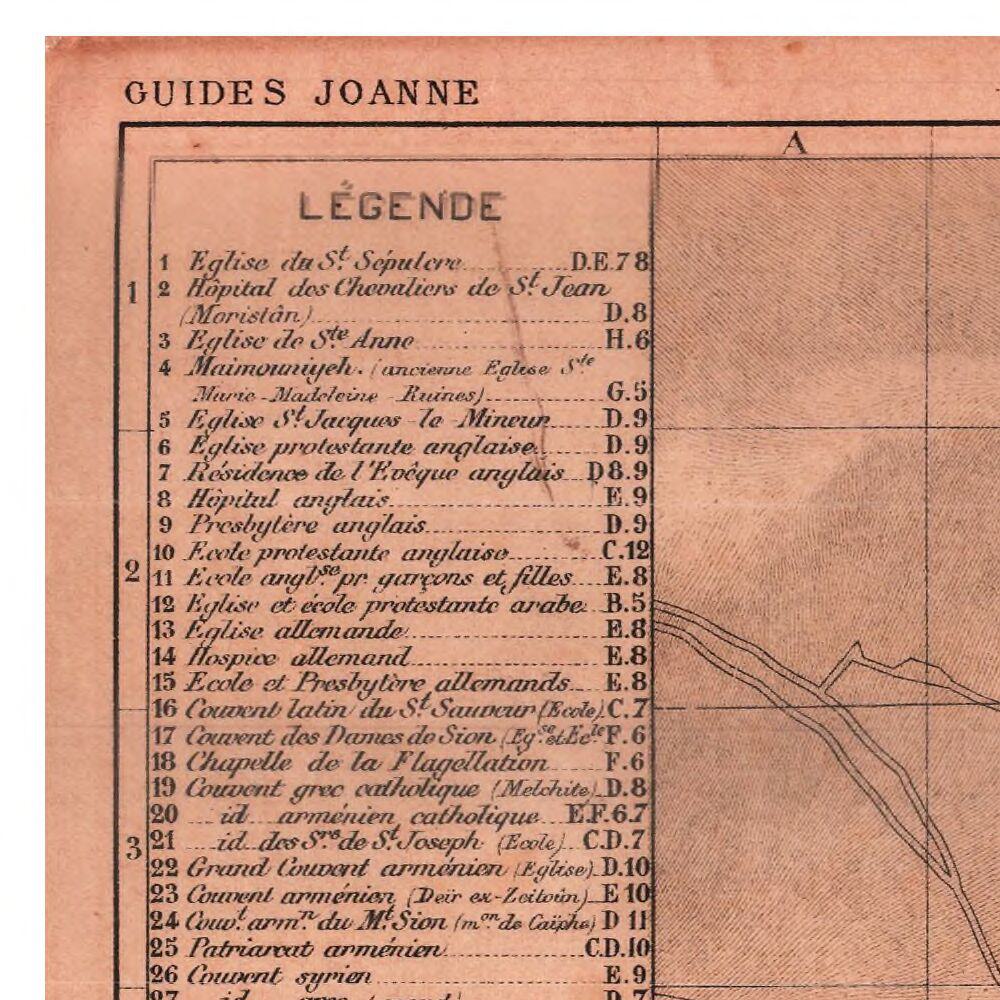 GUIDES JOANNE
A
LÉGENDE
1 Eglise du St. Sépulcre D.E.7 8
2 Hôpital des Chevaliers de St. Jean
(Moristân) D.8
3 Eglise de Ste Anne H.6
4 Maimouniyeh. (ancienne Eglise Ste
Marie-Madeleine-Ruines) G.5
5 Eglise St Jacques-le-Mineur D.9
6 Eglise protestante anglaise D.9
7 Résidence de l'Evêque anglais D 8.9
8 Hôpital anglais E.9
9 Presbytère anglais D.9
10 Ecole protestante anglaise C.12
11 Ecole anglse pr. garçons et filles E.8
12 Eglise et école protestante arabe B.5
13 Eglise allemande E.8
14 Hospice allemand E.8
15 Ecole et Presbytère allemands E.8
16 Couvent latin du St Sauveur (Ecole) C.7
17 Couvent des Dames de Sion (Egse et Ecle F.6
18 Chapelle de la Flagellation F.6
19 Couvent grec catholique (Melchite) D.8
20 id arménien catholique E.F.6.7
21 id. des Srs de St. Joseph (Ecole) C.D.7
22 Grand Couvent arménien (Eglise) D.10
23 Couvent arménien (Deïr ex-Zeitoûn) E 10
24 Couvt. armn. du Mt. Sion (mon. de Caïphe) D 11
25 Patriarcat arménien C.D.10
26 Couvent syrien E.9
27 id grec D.7
1
2
3